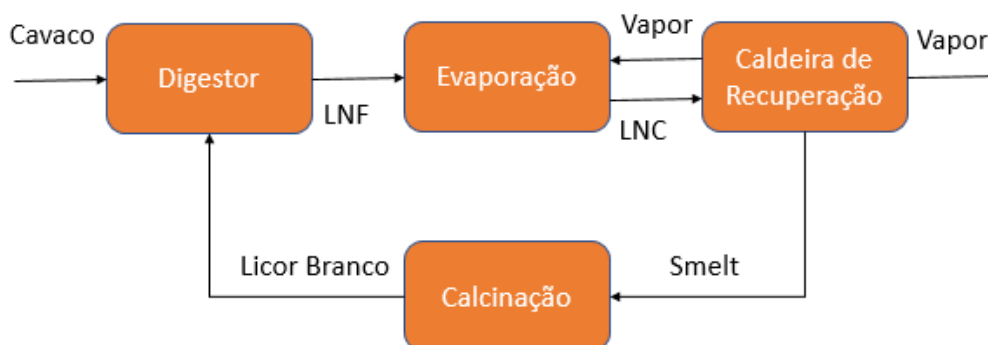 Cavaco
Digestor
LNF
Evaporação
Vapor
LNC
Caldeira de
Recuperação
Vapor
Licor Branco
Calcinação
Smelt